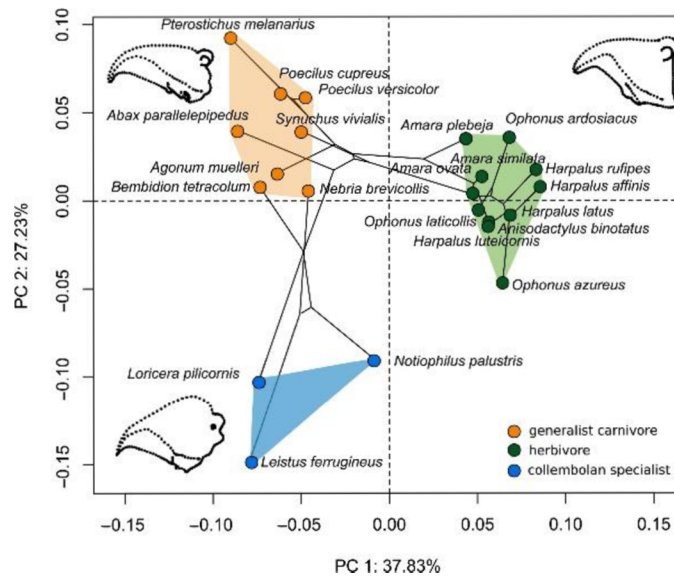 0.10
0.05
0.00
−0.05
−0.10
−0.15
PC 2: 27.23%
Pterostichus melanarius
Poecilus cupreus
Poecilus versicolor
Abax parallelepipedus
Synuchus vivialis
Agonum muelleri
Bembidion tetracolum
Nebria brevicollis
Amara plebeja
Ophonus ardosiacus
Amara similata
Amara ovata
Harpalus rufipes
Harpalus affinis
Harpalus latus
Ophonus laticollis
Anisodactylus binotatus
Harpalus luteicornis
Ophonus azureus
Notiophilus palustris
Loricera pilicornis
Leistus ferrugineus
generalist carnivore
herbivore
collembolan specialist
−0.15
−0.10
−0.05
0.00
0.05
0.10
0.15
PC 1: 37.83%